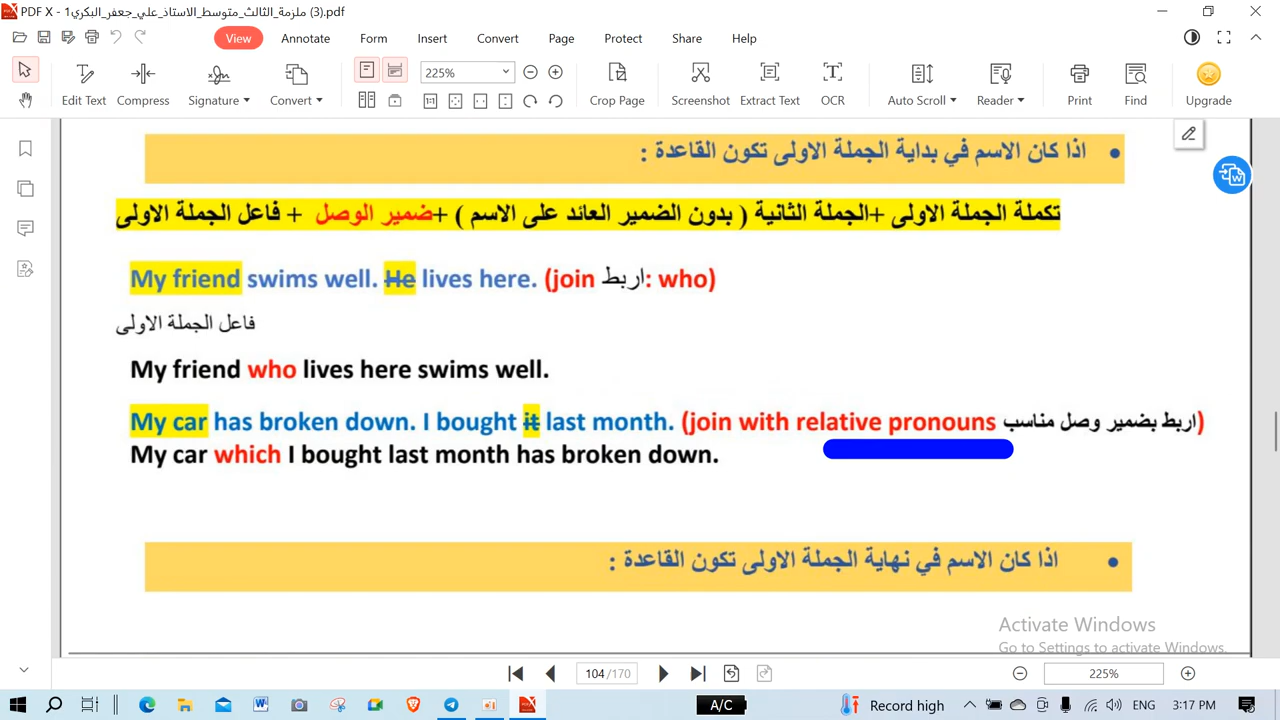 PDF X - ملزمة_الثالث_متوسط_الاستاذ_علي_جعفر_البكري1 (3).pdf
View Annotate Form Insert Convert Page Protect Share Help
225%
Edit Text Compress Signature Convert Crop Page Screenshot Extract Text OCR Auto Scroll Reader Print Find Upgrade
اذا كان الاسم في بداية الجملة الاولى تكون القاعدة :
تكملة الجملة الاولى +الجملة الثانية ( بدون الضمير العائد على الاسم ) +ضمير الوصل + فاعل الجملة الاولى
My friend swims well. He lives here. (join اربط: who)
فاعل الجملة الاولى
My friend who lives here swims well.
My car has broken down. I bought it last month. (join with relative pronouns اربط بضمير وصل مناسب)
My car which I bought last month has broken down.
اذا كان الاسم في نهاية الجملة الاولى تكون القاعدة :
Activate Windows
Go to Settings to activate Windows.
104 /170
225%
A/C
Record high
ENG
3:17 PM